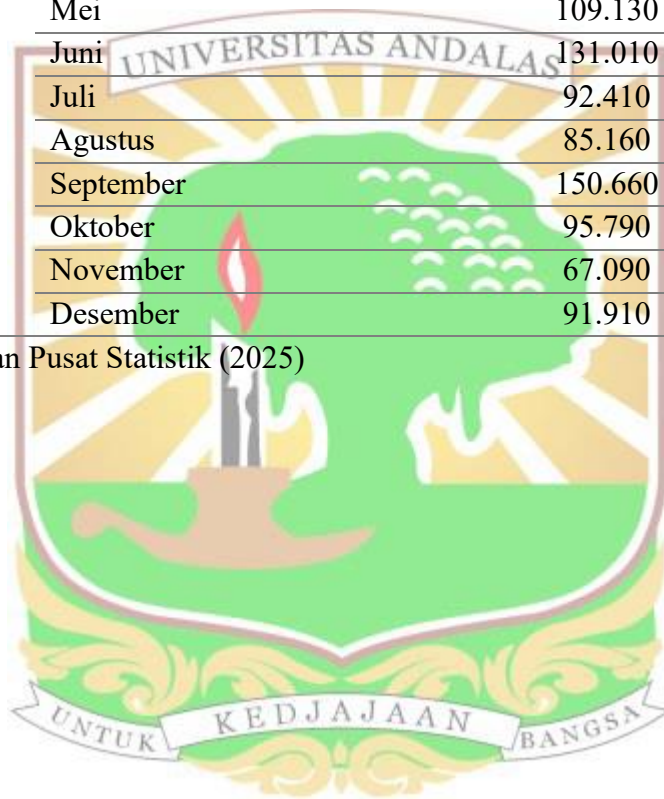 Mei 109.130
UNIVERSITAS ANDALAS
Juni 131.010
Juli 92.410
Agustus 85.160
September 150.660
Oktober 95.790
November 67.090
Desember 91.910
an Pusat Statistik (2025)
UNTUK KEDJAJAAN BANGSA